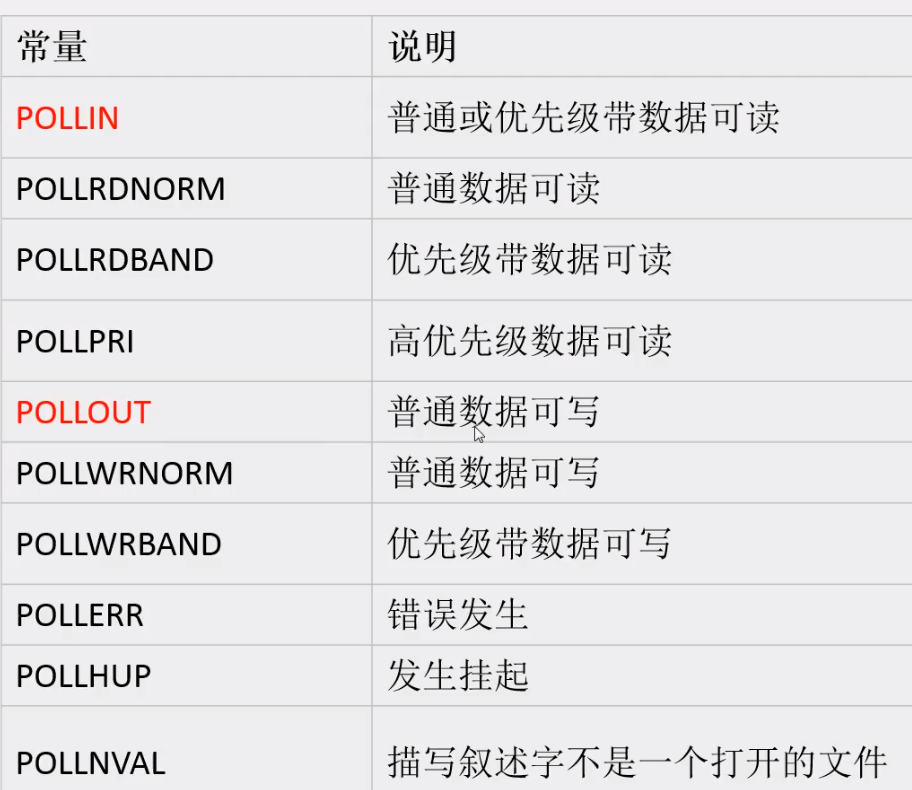 常量 说明
POLLIN 普通或优先级带数据可读
POLLRDNORM 普通数据可读
POLLRDBAND 优先级带数据可读
POLLPRI 高优先级数据可读
POLLOUT 普通数据可写
POLLWRNORM 普通数据可写
POLLWRBAND 优先级带数据可写
POLLERR 错误发生
POLLHUP 发生挂起
POLLNVAL 描写叙述字不是一个打开的文件